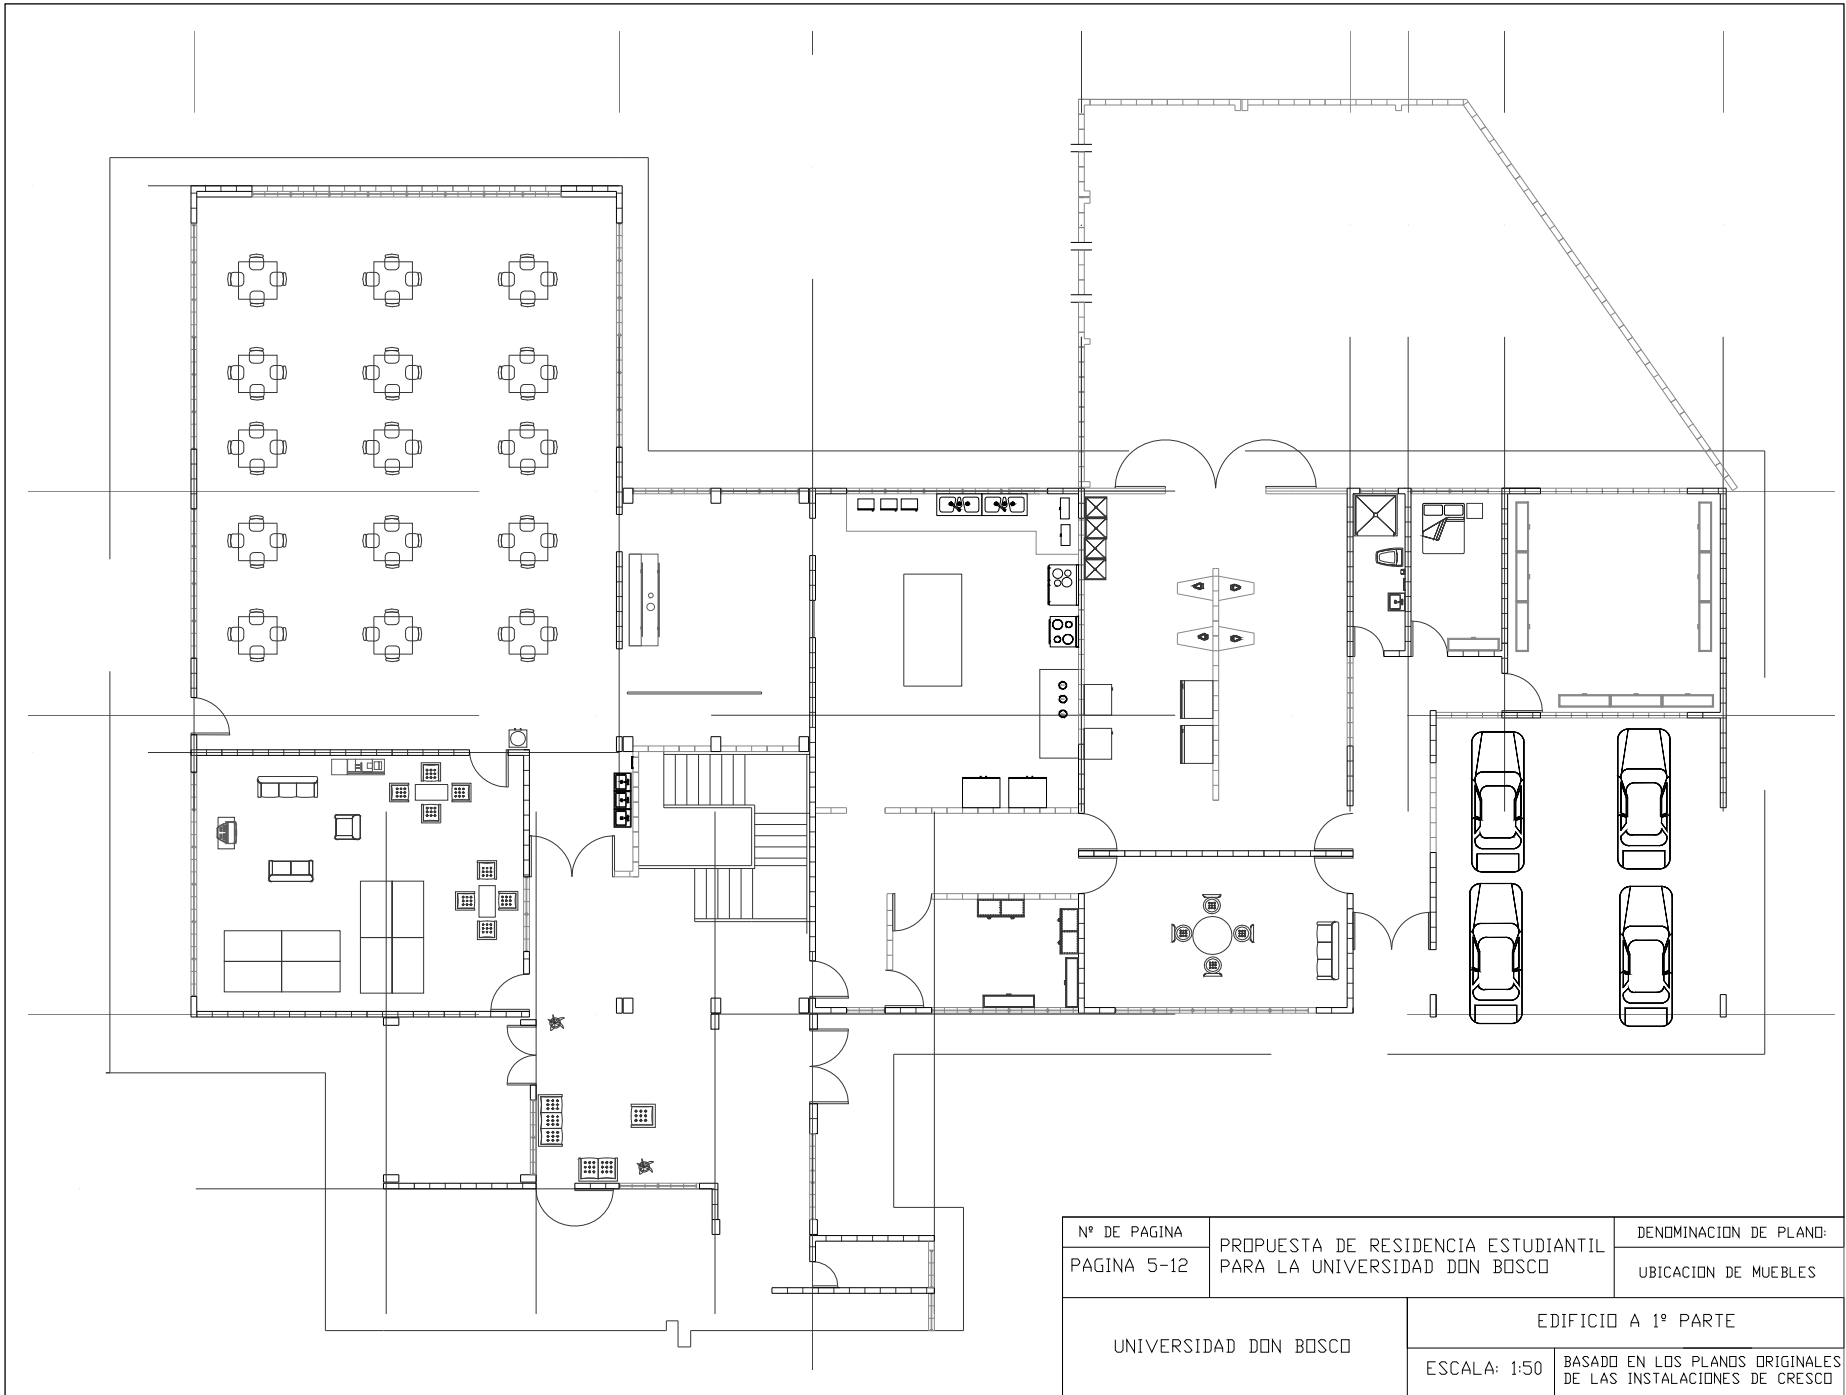 Nº DE PAGINA
PAGINA 5-12
PROPUESTA DE RESIDENCIA ESTUDIANTIL
PARA LA UNIVERSIDAD DON BOSCO
DENOMINACION DE PLANO:
UBICACION DE MUEBLES
UNIVERSIDAD DON BOSCO
EDIFICIO A 1º PARTE
ESCALA: 1:50
BASADO EN LOS PLANOS ORIGINALES
DE LAS INSTALACIONES DE CRESCO